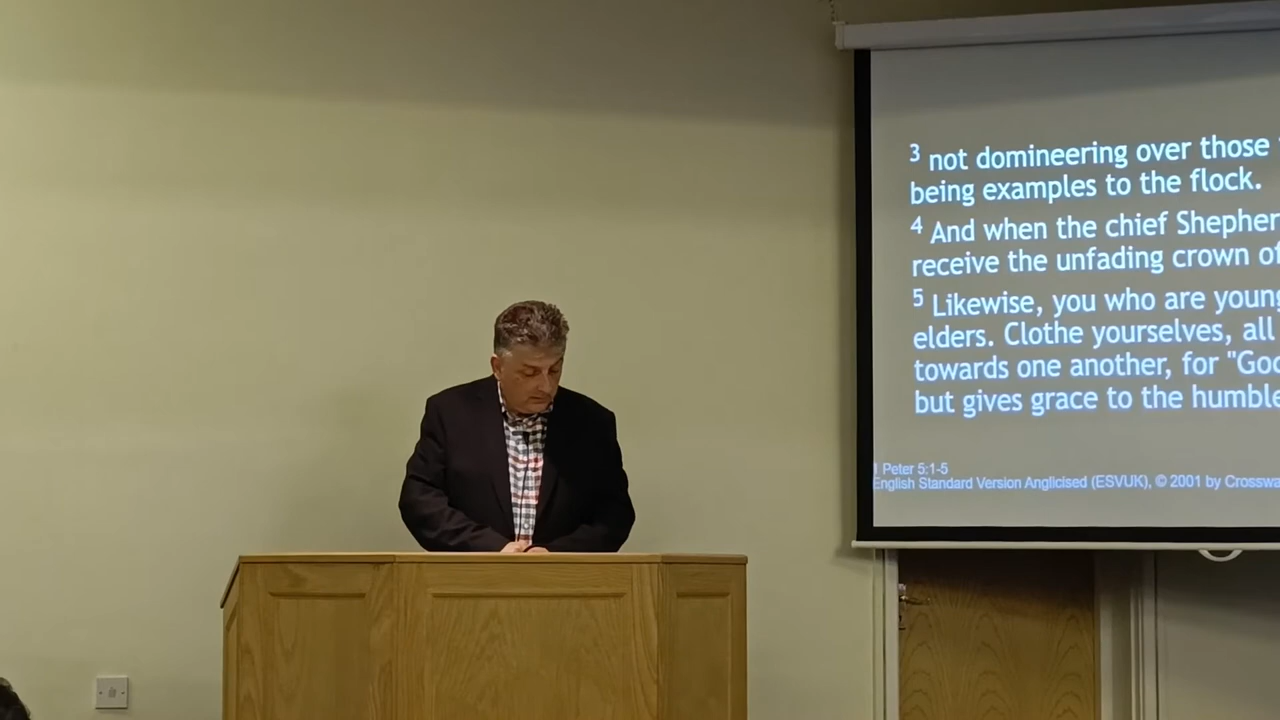 3 not domineering over those
being examples to the flock.
4 And when the chief Shepher
receive the unfading crown of
5 Likewise, you who are young
elders. Clothe yourselves, all
towards one another, for "God
but gives grace to the humble
1 Peter 5:1-5
English Standard Version Anglicised (ESVUK), © 2001 by Crosswa